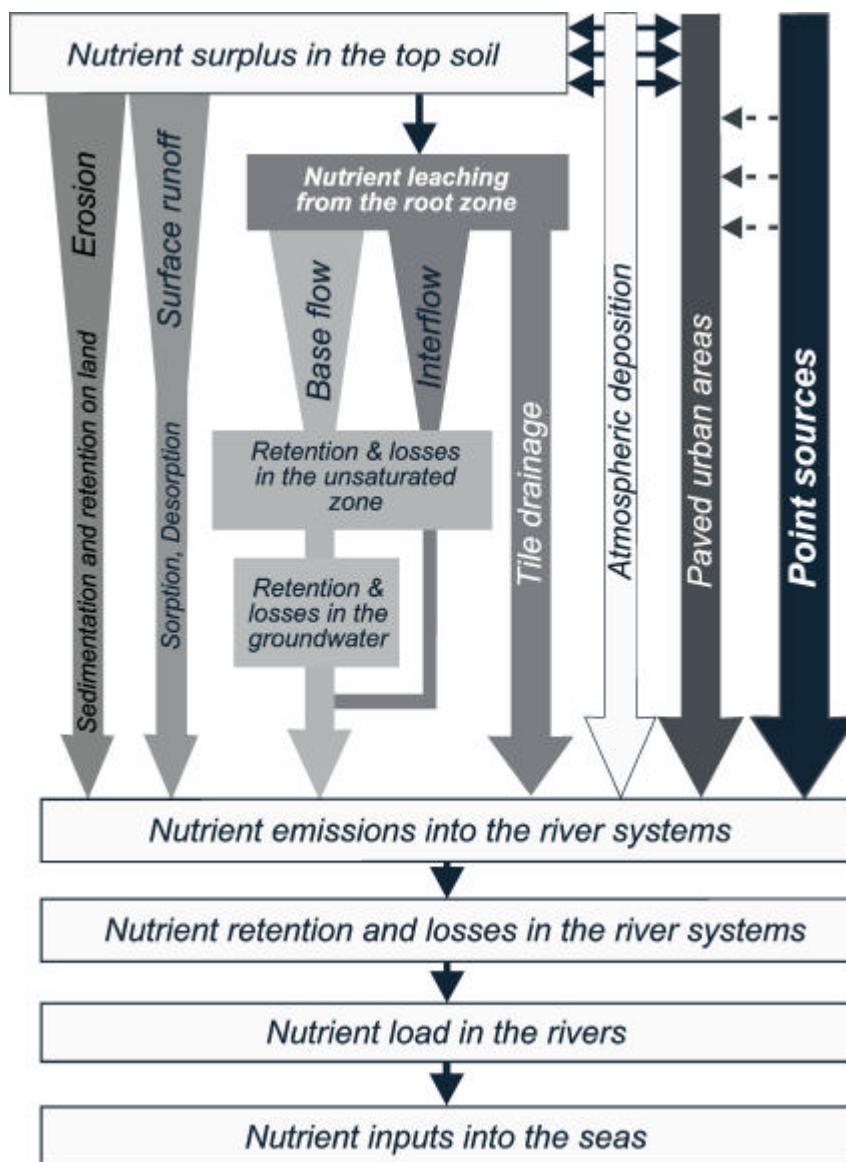 Nutrient surplus in the top soil
Erosion
Sedimentation and retention on land
Surface runoff
Sorption, Desorption
Nutrient leaching
from the root zone
Base flow
Interflow
Retention & losses
in the unsaturated
zone
Retention &
losses in the
groundwater
Tile drainage
Atmospheric deposition
Paved urban areas
Point sources
Nutrient emissions into the river systems
Nutrient retention and losses in the river systems
Nutrient load in the rivers
Nutrient inputs into the seas